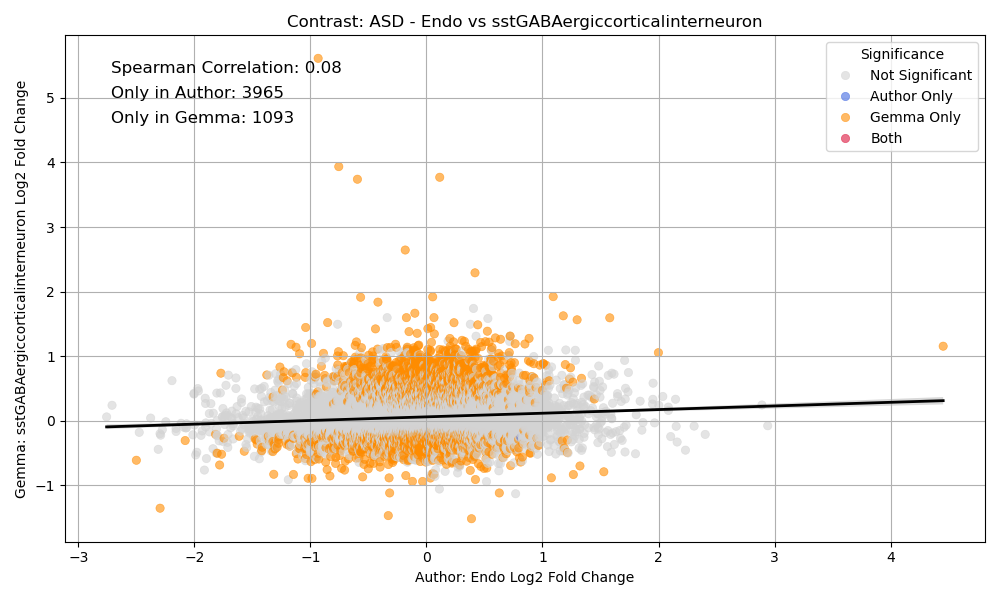 Contrast: ASD - Endo vs sstGABAergiccorticalinterneuron
Spearman Correlation: 0.08
Only in Author: 3965
Only in Gemma: 1093
Significance
Not Significant
Author Only
Gemma Only
Both
Gemma: sstGABAergiccorticalinterneuron Log2 Fold Change
5
4
3
2
1
0
−1
−3
−2
−1
0
1
2
3
4
Author: Endo Log2 Fold Change